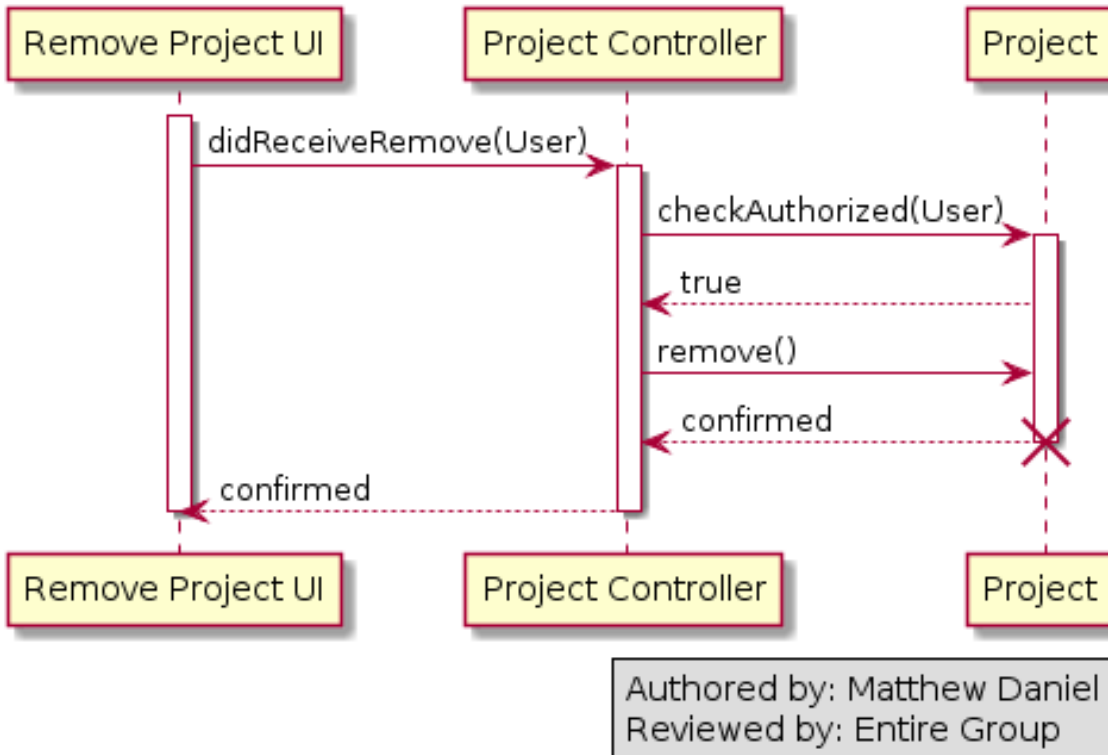 Remove Project UI
Project Controller
Project
didReceiveRemove(User)
checkAuthorized(User)
true
remove()
confirmed
confirmed
Remove Project UI
Project Controller
Project
Authored by: Matthew Daniel
Reviewed by: Entire Group